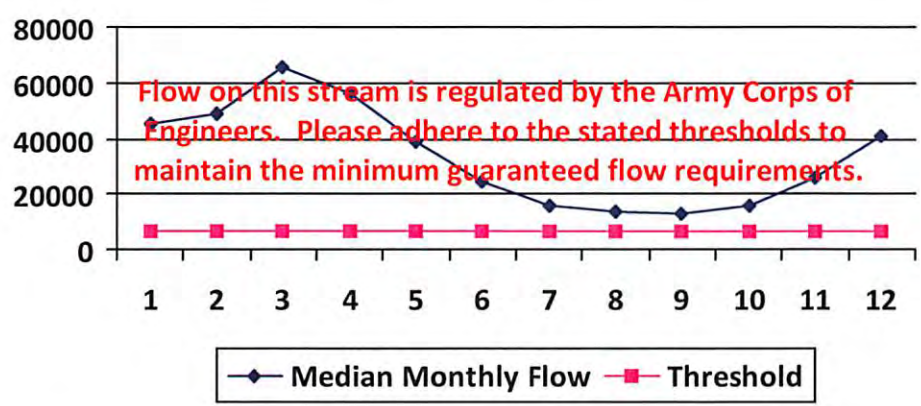 80000
60000
40000
20000
0
Flow on this stream is regulated by the Army Corps of
Engineers. Please adhere to the stated thresholds to
maintain the minimum guaranteed flow requirements.
1 2 3 4 5 6 7 8 9 10 11 12
Median Monthly Flow Threshold